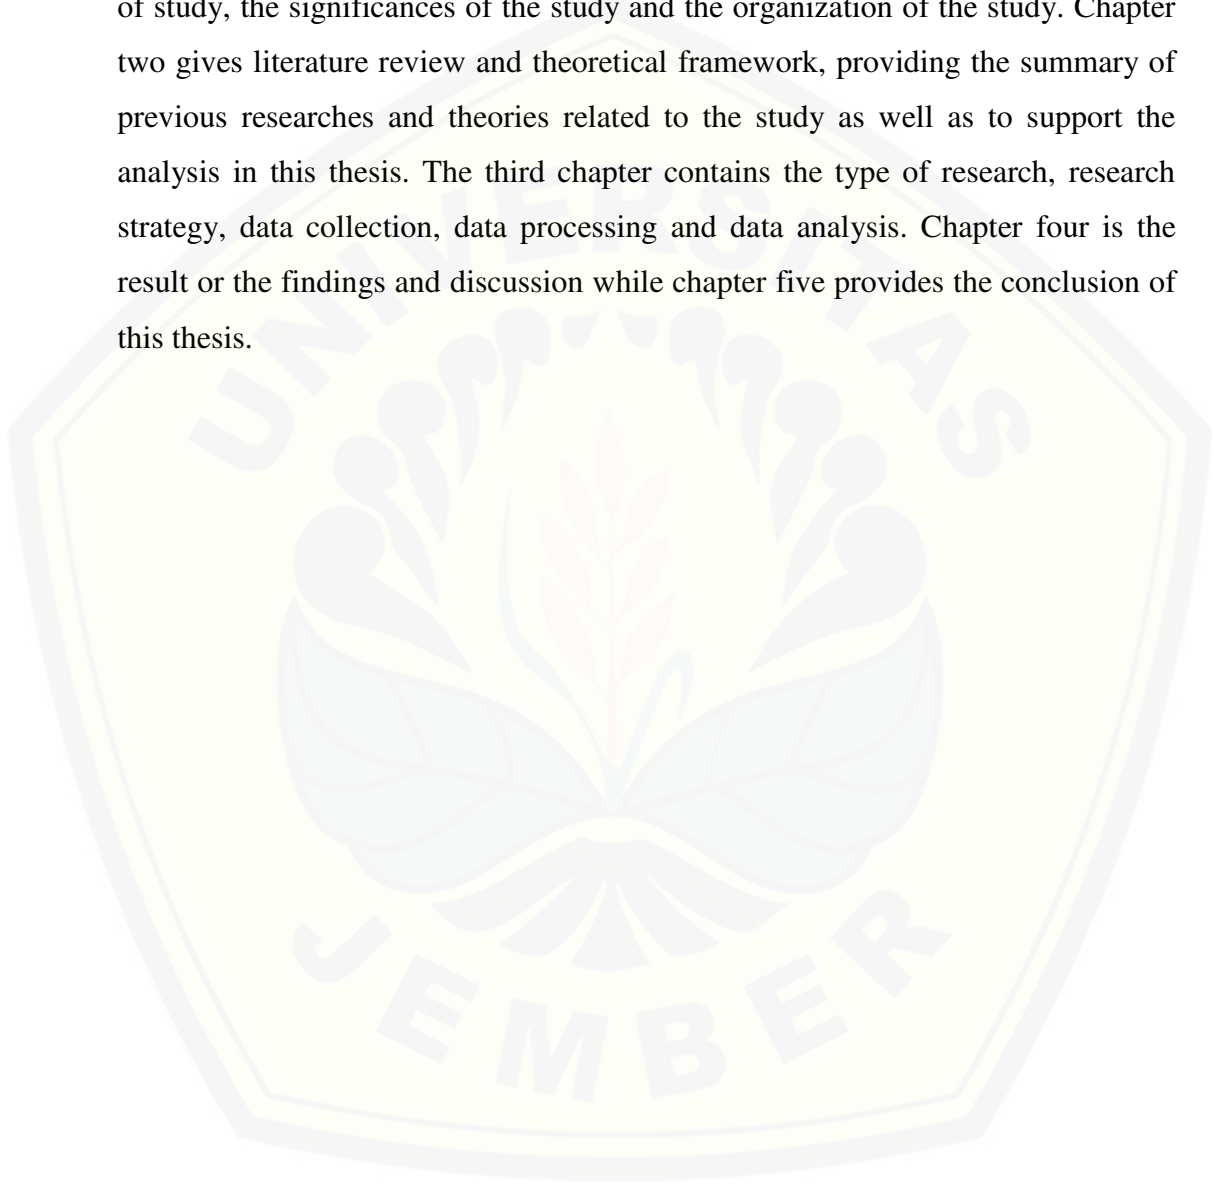 of study, the significances of the study and the organization of the study. Chapter
two gives literature review and theoretical framework, providing the summary of
previous researches and theories related to the study as well as to support the
analysis in this thesis. The third chapter contains the type of research, research
strategy, data collection, data processing and data analysis. Chapter four is the
result or the findings and discussion while chapter five provides the conclusion of
this thesis.
UNIVERSITAS
JEMBER